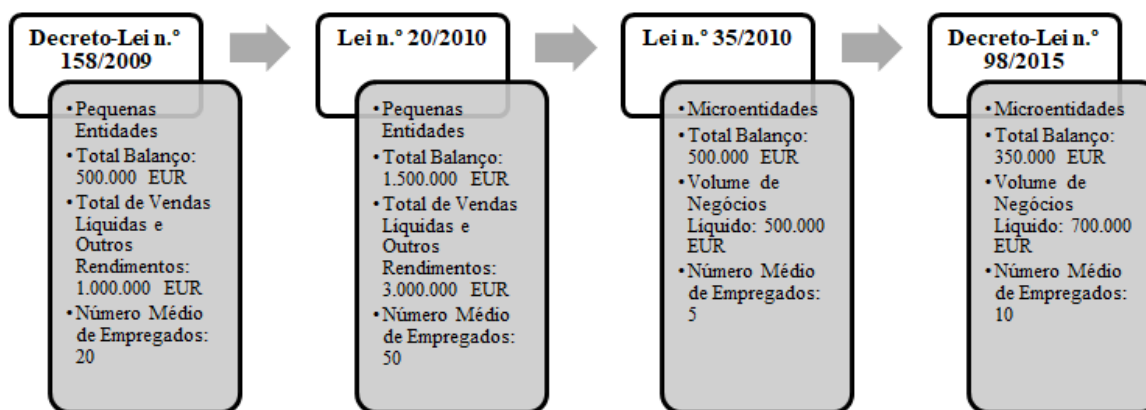 Decreto-Lei n.º
158/2009
• Pequenas
Entidades
• Total Balanço:
500.000 EUR
• Total de Vendas
Líquidas e
Outros
Rendimentos:
1.000.000 EUR
• Número Médio
de Empregados:
20
Lei n.º 20/2010
• Pequenas
Entidades
• Total Balanço:
1.500.000 EUR
• Total de Vendas
Líquidas e
Outros
Rendimentos:
3.000.000 EUR
• Número Médio
de Empregados:
50
Lei n.º 35/2010
• Microentidades
• Total Balanço:
500.000 EUR
• Volume de
Negócios
Líquido: 500.000
EUR
• Número Médio
de Empregados:
5
Decreto-Lei n.º
98/2015
• Microentidades
• Total Balanço:
350.000 EUR
• Volume de
Negócios
Líquido: 700.000
EUR
• Número Médio
de Empregados:
10